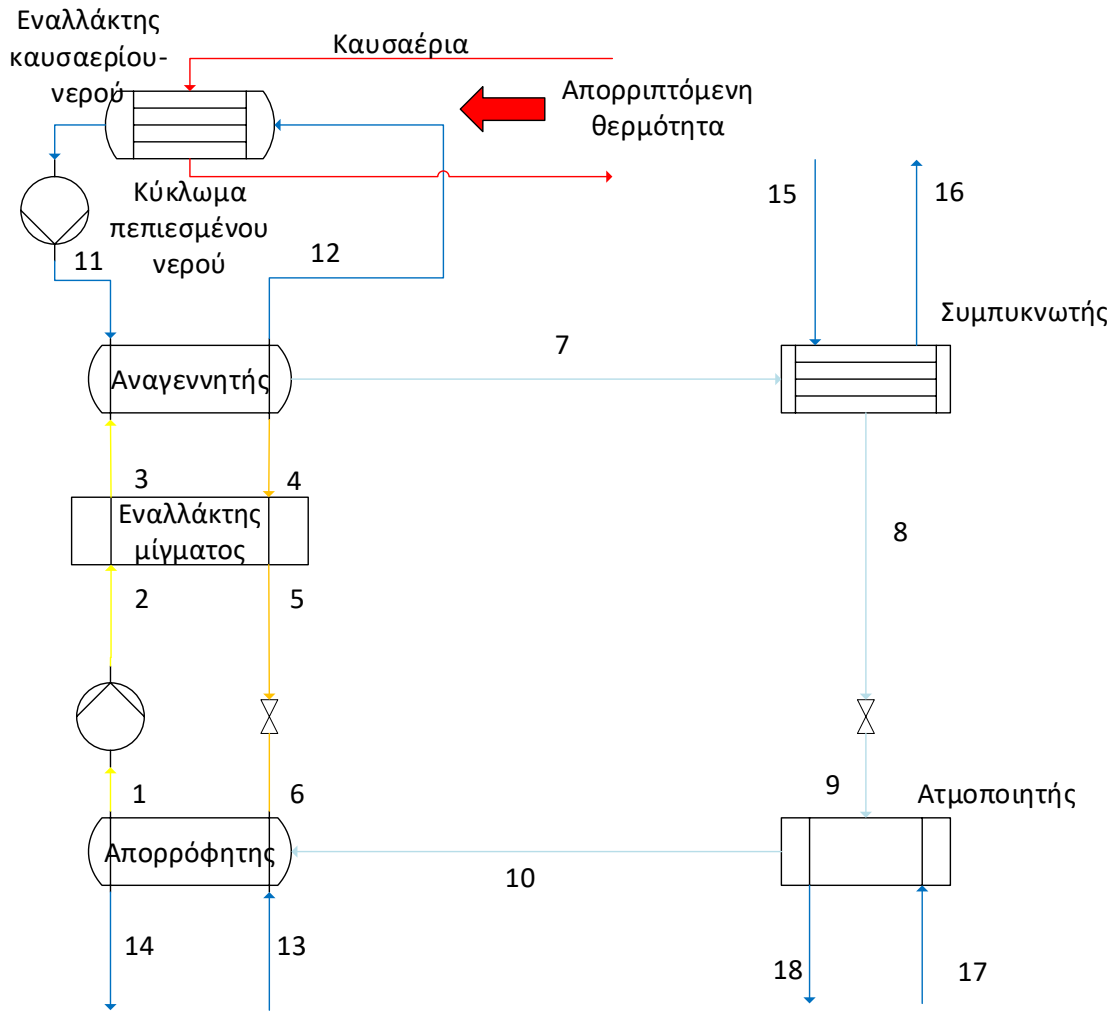 Εναλλάκτης
καυσαερίου-
νερού
Καυσαέρια
Απορριπτόμενη
θερμότητα
Κύκλωμα
πεπιεσμένου
νερού
11
12
15
16
Συμπυκνωτής
Αναγεννητής
7
3
4
Εναλλάκτης
μίγματος
8
2
5
1
6
9
Ατμοποιητής
Απορρόφητης
10
14
13
18
17